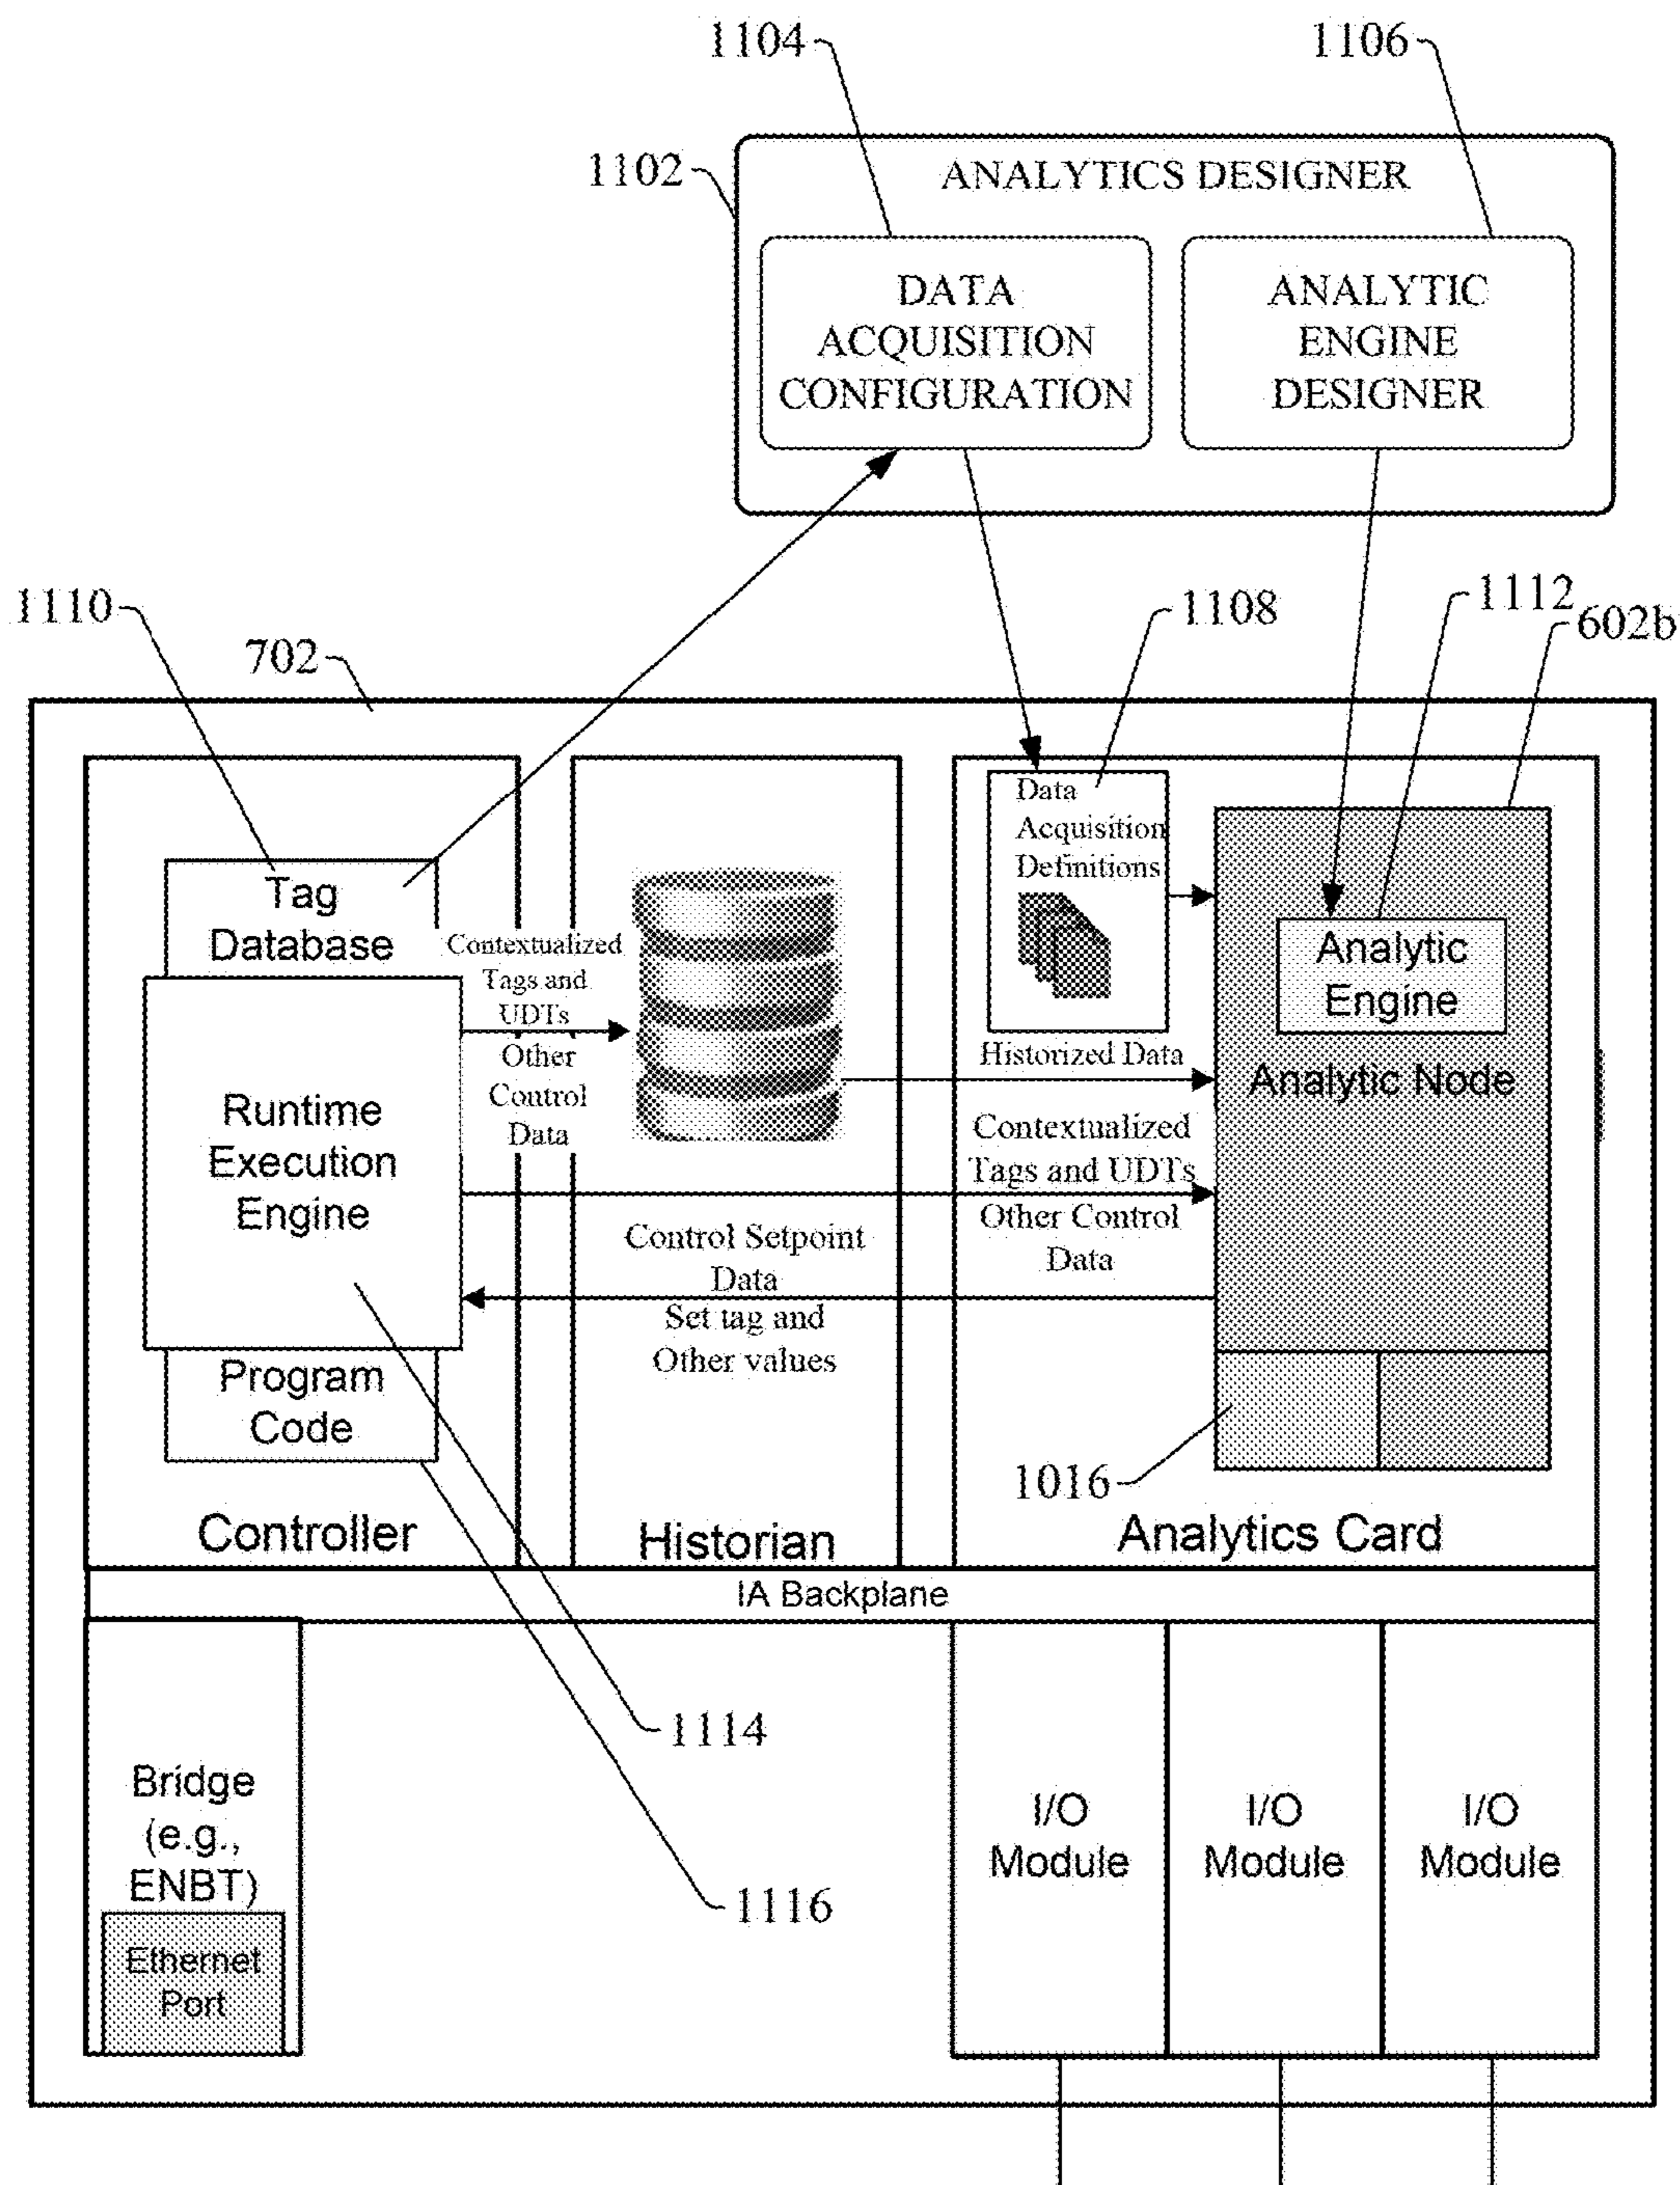 1104
1106
1102
ANALYTICS DESIGNER
DATA
ACQUISITION
CONFIGURATION
ANALYTIC
ENGINE
DESIGNER
1110
702
1108
1112
602b
Tag
Database
Runtime
Execution
Engine
Program
Code
Controller
Contextualized
Tags and
UDTs
Other
Control
Data
Historian
Control Setpoint
Data
Set tag and
Other values
Data
Acquisition
Definitions
Historized Data
Contextualized
Tags and UDTs
Other Control
Data
Analytic
Engine
Analytic Node
1016
Analytics Card
IA Backplane
1114
1116
Bridge
(e.g.,
ENBT)
Ethernet
Port
I/O
Module
I/O
Module
I/O
Module